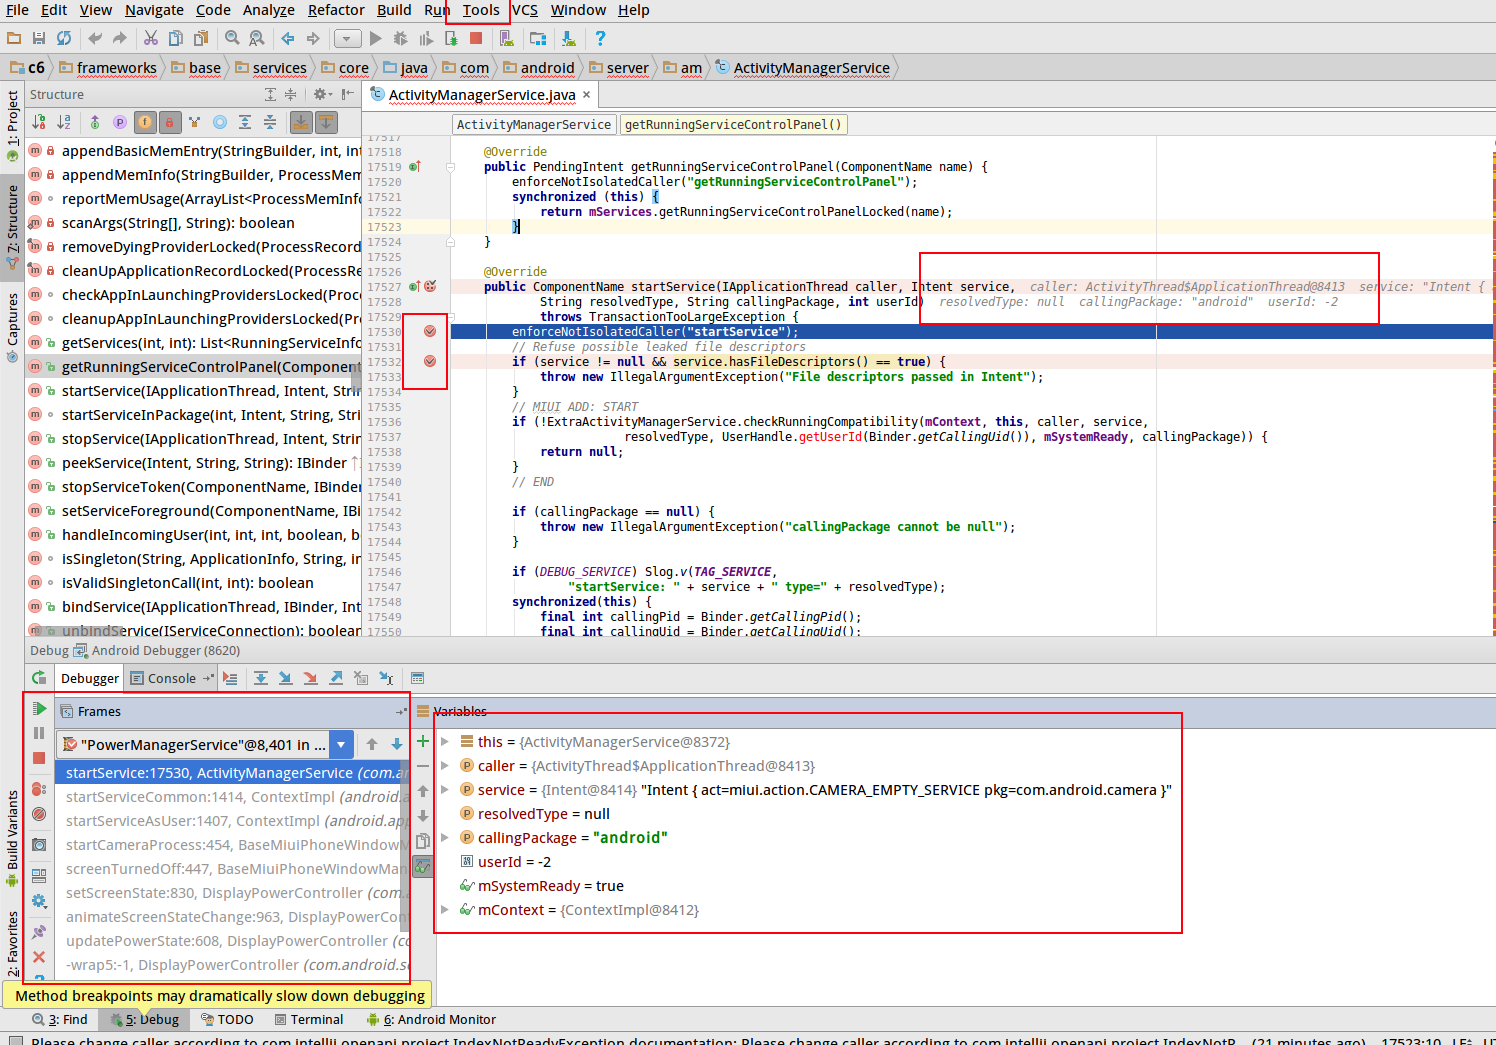 File Edit View Navigate Code Analyze Refactor Build Run Tools VCS Window Help
c6 frameworks base services core java com android server am ActivityManagerService
Structure
ActivityManagerService.java
ActivityManagerService getRunningServiceControlPanel()
1: Project
7: Structure
Captures
Build Variants
2: Favorites
appendBasicMemEntry(StringBuilder, int, int
appendMemInfo(StringBuilder, ProcessMem
reportMemUsage(ArrayList<ProcessMemInfo
scanArgs(String[], String): boolean
removeDyingProviderLocked(ProcessRecord
cleanUpApplicationRecordLocked(ProcessRe
checkAppInLaunchingProvidersLocked(Proc
cleanupAppInLaunchingProvidersLocked(Pro
getServices(int, int): List<RunningServiceInfo
getRunningServiceControlPanel(Component
startService(IApplicationThread, Intent, Strin
startServiceInPackage(int, Intent, String, Stri
stopService(IApplicationThread, Intent, Strin
peekService(Intent, String, String): IBinder
stopServiceToken(ComponentName, IBinder
setServiceForeground(ComponentName, IBi
handleIncomingUser(int, int, int, boolean, b
isSingleton(String, ApplicationInfo, String, in
isValidSingletonCall(int, int): boolean
bindService(IApplicationThread, IBinder, Int
unbindService(IServiceConnection): boolean
17517
17518 @Override
17519 public PendingIntent getRunningServiceControlPanel(ComponentName name) {
17520 enforceNotIsolatedCaller("getRunningServiceControlPanel");
17521 synchronized (this) {
17522 return mServices.getRunningServiceControlPanelLocked(name);
17523 }
17524 }
17525
17526 @Override
17527 public ComponentName startService(IApplicationThread caller, Intent service, caller: ActivityThread$ApplicationThread@8413 service: "Intent {
17528 String resolvedType, String callingPackage, int userId) resolvedType: null callingPackage: "android" userId: -2
17529 throws TransactionTooLargeException {
17530 enforceNotIsolatedCaller("startService");
17531 // Refuse possible leaked file descriptors
17532 if (service != null && service.hasFileDescriptors() == true) {
17533 throw new IllegalArgumentException("File descriptors passed in Intent");
17534 }
17535 // MIUI ADD: START
17536 if (!ExtraActivityManagerService.checkRunningCompatibility(mContext, this, caller, service,
17537 resolvedType, UserHandle.getUserId(Binder.getCallingUid()), mSystemReady, callingPackage)) {
17538 return null;
17539 }
17540 // END
17541
17542 if (callingPackage == null) {
17543 throw new IllegalArgumentException("callingPackage cannot be null");
17544 }
17545
17546 if (DEBUG_SERVICE) Slog.v(TAG_SERVICE,
17547 "startService: " + service + " type=" + resolvedType);
17548 synchronized(this) {
17549 final int callingPid = Binder.getCallingPid();
17550 final int callingUid = Binder.getCallingUid();
Debug Android Debugger (8620)
Debugger Console
Frames
"PowerManagerService"@8,401 in ...
startService:17530, ActivityManagerService (com.an
startServiceCommon:1414, ContextImpl (android.a
startServiceAsUser:1407, ContextImpl (android.app
startCameraProcess:454, BaseMiuiPhoneWindowM
screenTurnedOff:447, BaseMiuiPhoneWindowMan
setScreenState:830, DisplayPowerController (com.a
animateScreenStateChange:963, DisplayPowerCont
updatePowerState:608, DisplayPowerController (co
-wrap5:-1, DisplayPowerController (com.android.se
Variables
this = {ActivityManagerService@8372}
caller = {ActivityThread$ApplicationThread@8413}
service = {Intent@8414} "Intent { act=miui.action.CAMERA_EMPTY_SERVICE pkg=com.android.camera }"
resolvedType = null
callingPackage = "android"
userId = -2
mSystemReady = true
mContext = {ContextImpl@8412}
Method breakpoints may dramatically slow down debugging
3: Find 5: Debug TODO Terminal 6: Android Monitor
Please change caller according to com.intellij.openapi.project.IndexNotReadyException documentation: Please change caller according to com.intellij.openapi.project.IndexNotR... (21 minutes ago) 17523:10